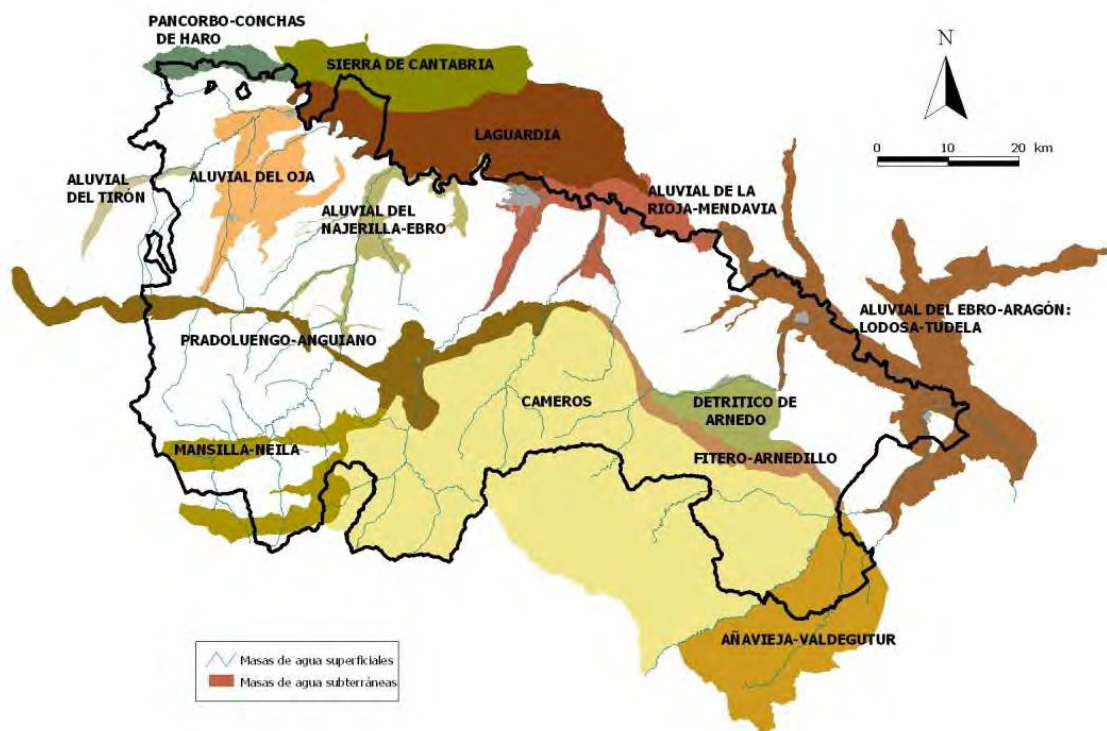 PANCORBO-CONCHAS
DE HARO
SIERRA DE CANTABRIA
N
LAGUARDIA
0 10 20 km
ALUVIAL
DEL TIRÓN
ALUVIAL DEL OJA
ALUVIAL DE LA
RIOJA-MENDAVIA
ALUVIAL DEL
NAJERILLA-EBRO
ALUVIAL DEL EBRO-ARAGÓN:
LODOSA-TUDELA
PRADOLUENGO-ANGUIANO
CAMEROS
DETRITICO DE
ARNEDO
MANSILLA-NEILA
FITERO-ARNEDILLO
AÑAVIEJA-VALDEGUTUR
Masas de agua superficiales
Masas de agua subterráneas